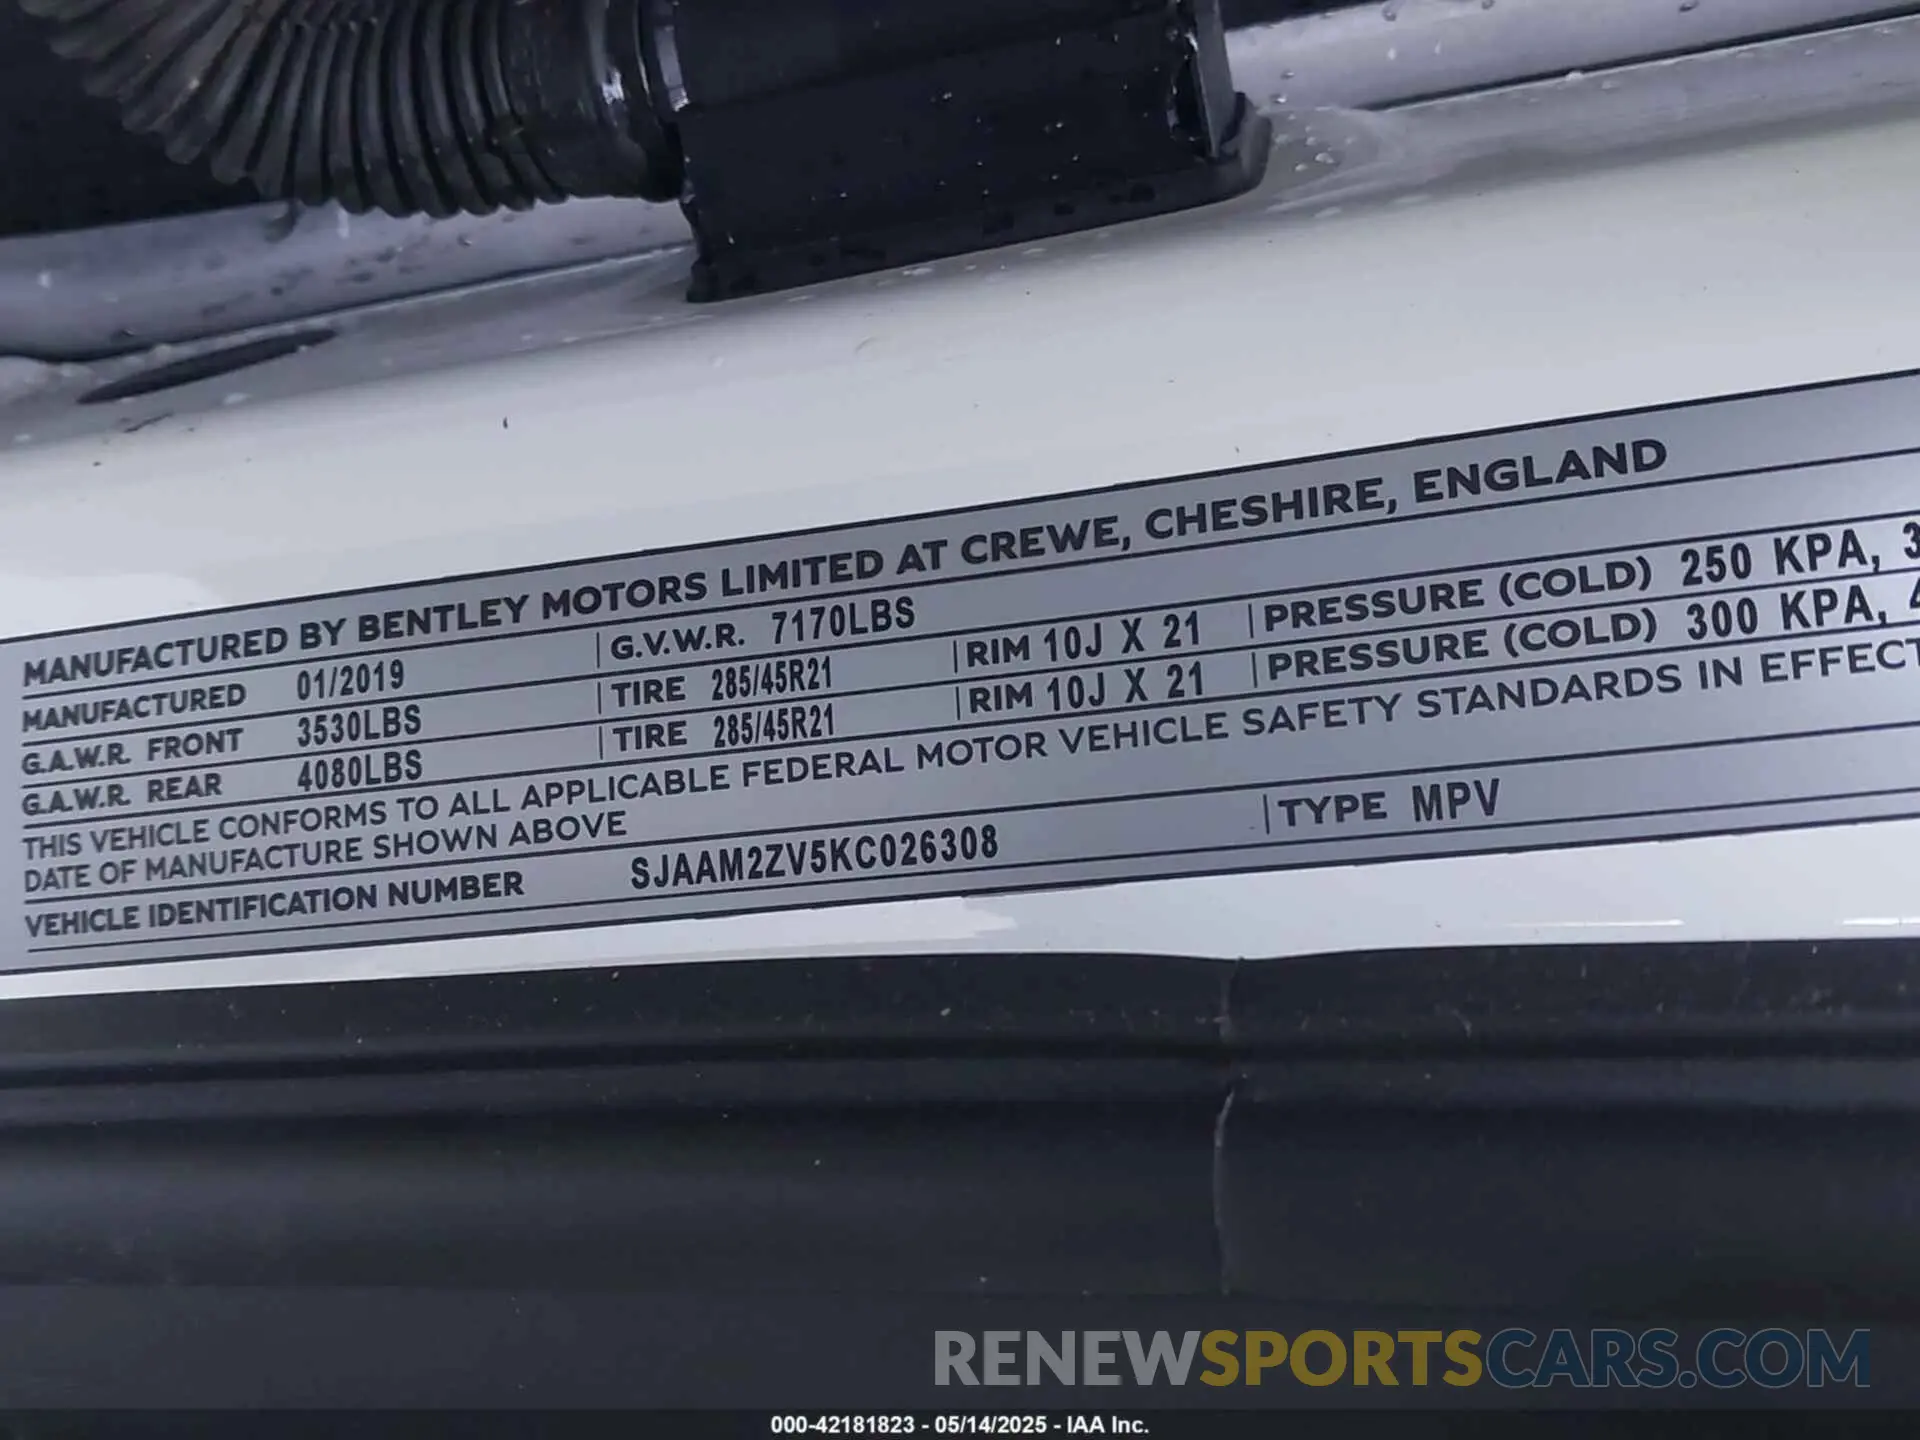 MANUFACTURED BY BENTLEY MOTORS LIMITED AT CREWE, CHESHIRE, ENGLAND
MANUFACTURED 01/2019 G.V.W.R. 7170LBS
G.A.W.R. FRONT 3530LBS TIRE 285/45R21 RIM 10J X 21 PRESSURE (COLD) 250 KPA, 3
G.A.W.R. REAR 4080LBS TIRE 285/45R21 RIM 10J X 21 PRESSURE (COLD) 300 KPA, 4
THIS VEHICLE CONFORMS TO ALL APPLICABLE FEDERAL MOTOR VEHICLE SAFETY STANDARDS IN EFFECT
DATE OF MANUFACTURE SHOWN ABOVE
VEHICLE IDENTIFICATION NUMBER SJAAM2ZV5KC026308 TYPE MPV
RENEWSPORTSCARS.COM
000-42181823 - 05/14/2025 - IAA Inc.